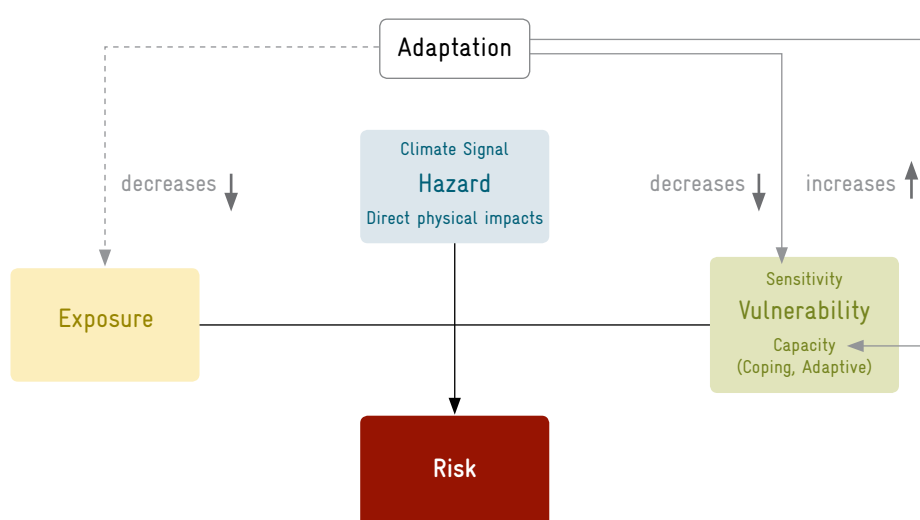 Adaptation
Climate Signal
Hazard
Direct physical impacts
decreases
decreases
increases
Exposure
Sensitivity
Vulnerability
Capacity
(Coping, Adaptive)
Risk